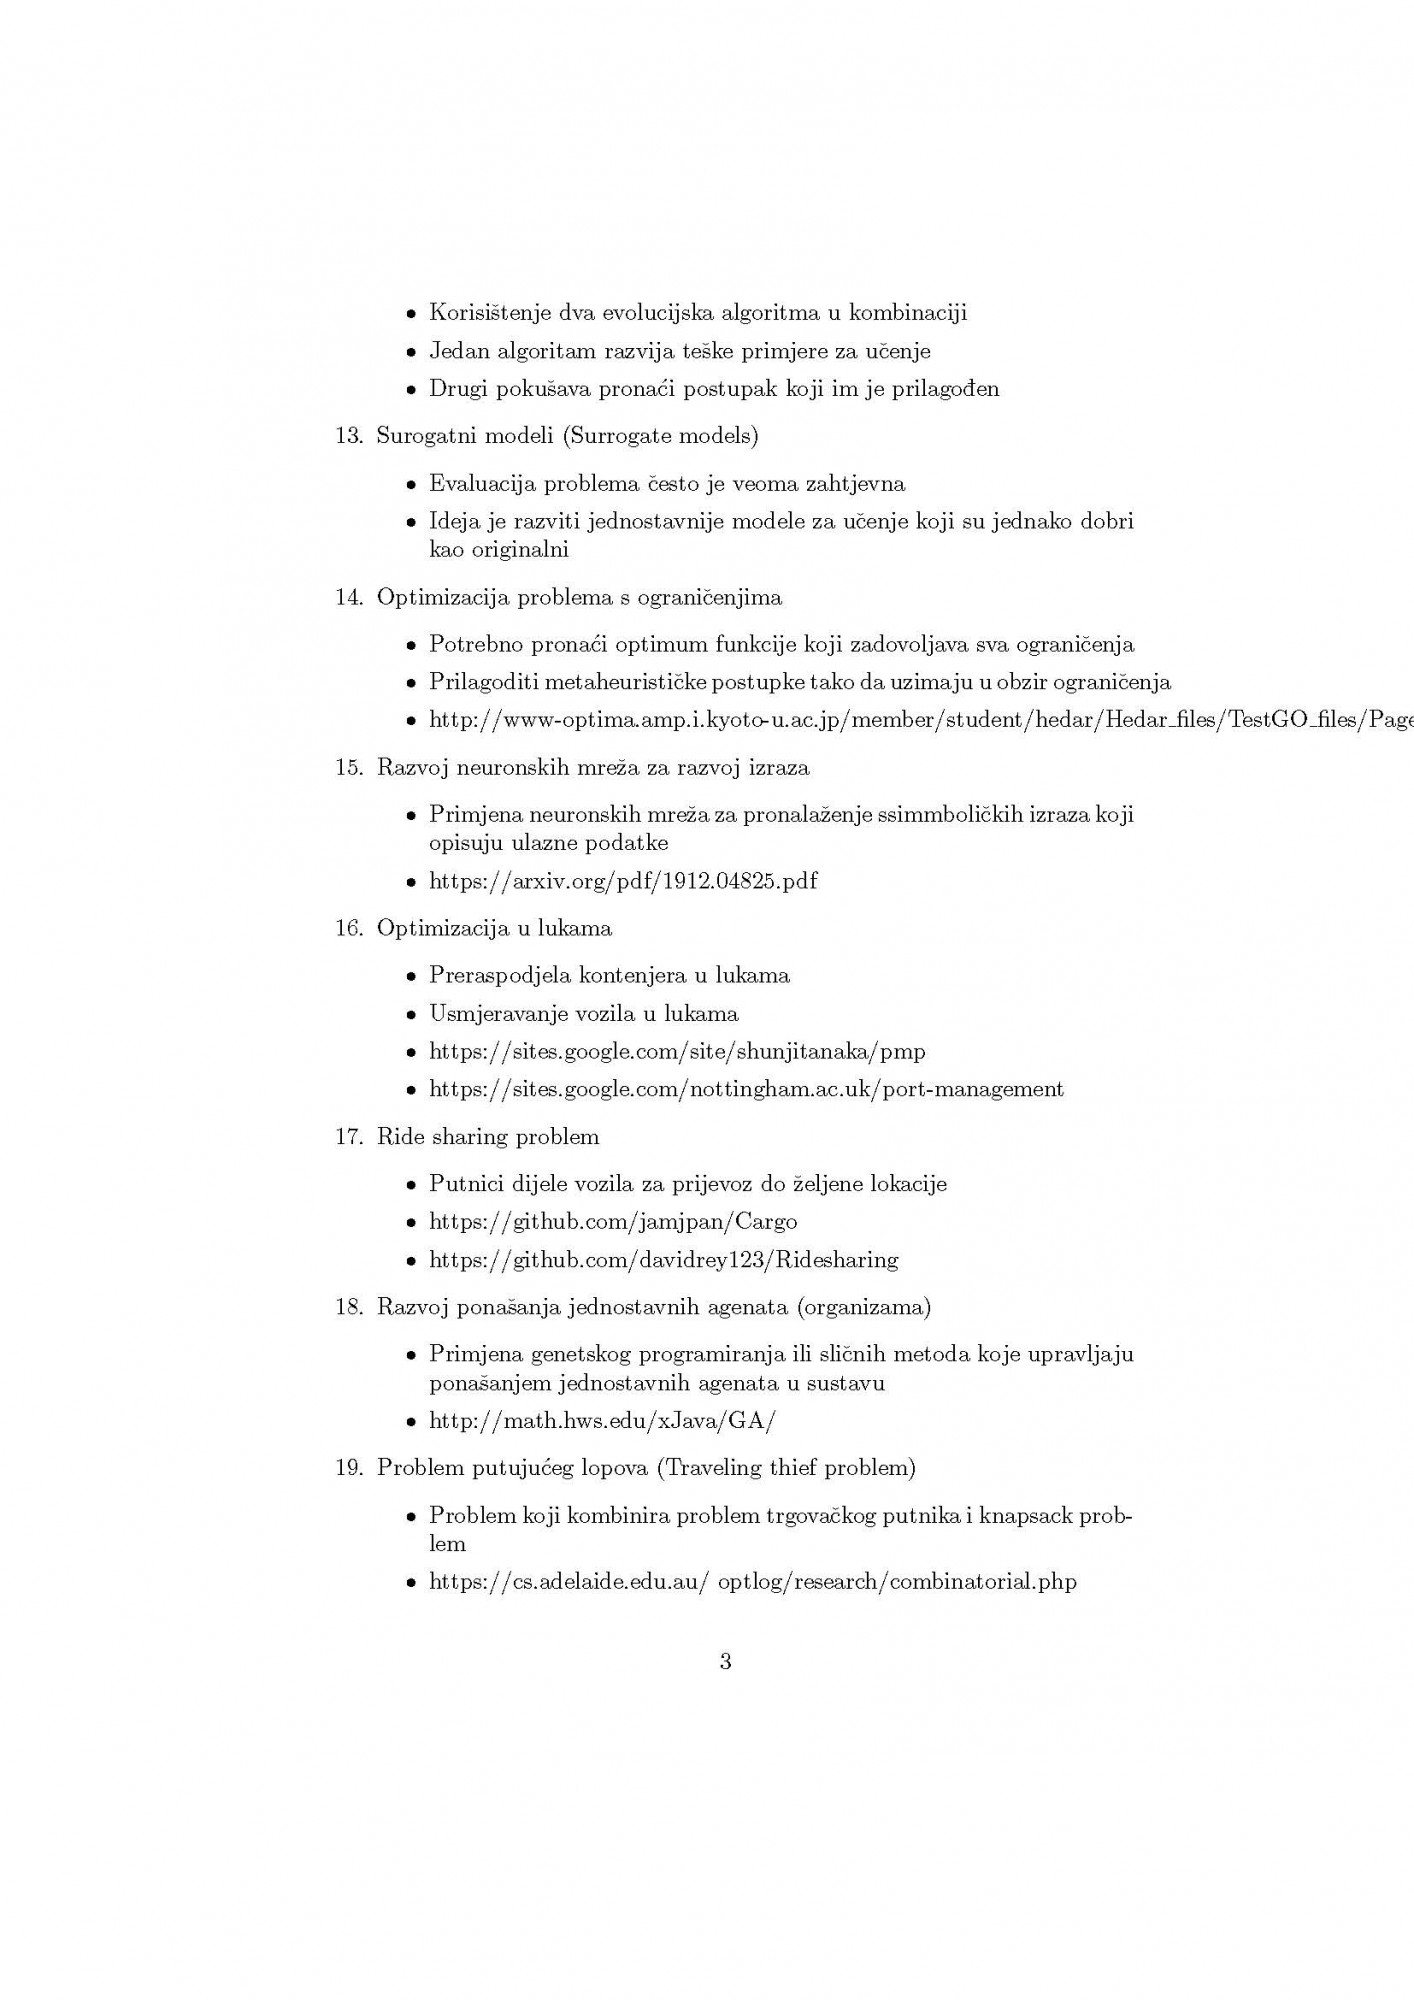 • Korisištenje dva evolucijska algoritma u kombinaciji
• Jedan algoritam razvija teške primjere za učenje
• Drugi pokušava pronaći postupak koji im je prilagođen
13. Surogatni modeli (Surrogate models)
• Evaluacija problema često je veoma zahtjevna
• Ideja je razviti jednostavnije modele za učenje koji su jednako dobri
kao originalni
14. Optimizacija problema s ograničenjima
• Potrebno pronaći optimum funkcije koji zadovoljava sva ograničenja
• Prilagoditi metaheurističke postupke tako da uzimaju u obzir ograničenja
• http://www-optima.amp.i.kyoto-u.ac.jp/member/student/hedar/Hedar_files/TestGO_files/Page
15. Razvoj neuronskih mreža za razvoj izraza
• Primjena neuronskih mreža za pronalaženje ssimmboličkih izraza koji
opisuju ulazne podatke
• https://arxiv.org/pdf/1912.04825.pdf
16. Optimizacija u lukama
• Preraspodjela kontenjera u lukama
• Usmjeravanje vozila u lukama
• https://sites.google.com/site/shunjitanaka/pmp
• https://sites.google.com/nottingham.ac.uk/port-management
17. Ride sharing problem
• Putnici dijele vozila za prijevoz do željene lokacije
• https://github.com/jamjpan/Cargo
• https://github.com/davidrey123/Ridesharing
18. Razvoj ponašanja jednostavnih agenata (organizama)
• Primjena genetskog programiranja ili sličnih metoda koje upravljaju
ponašanjem jednostavnih agenata u sustavu
• http://math.hws.edu/xJava/GA/
19. Problem putujućeg lopova (Traveling thief problem)
• Problem koji kombinira problem trgovačkog putnika i knapsack prob-
lem
• https://cs.adelaide.edu.au/ optlog/research/combinatorial.php
3